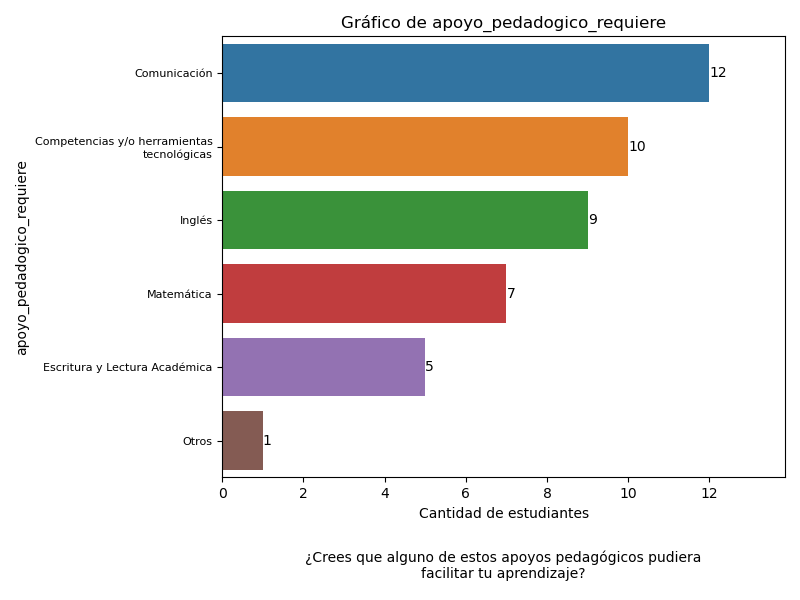 Gráfico de apoyo_pedadogico_requiere
Comunicación
12
Competencias y/o herramientas
tecnológicas
10
Inglés
9
Matemática
7
Escritura y Lectura Académica
5
Otros
1
apoyo_pedadogico_requiere
0 2 4 6 8 10 12
Cantidad de estudiantes
¿Crees que alguno de estos apoyos pedagógicos pudiera
facilitar tu aprendizaje?